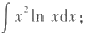 ∫ x² ln xdx;